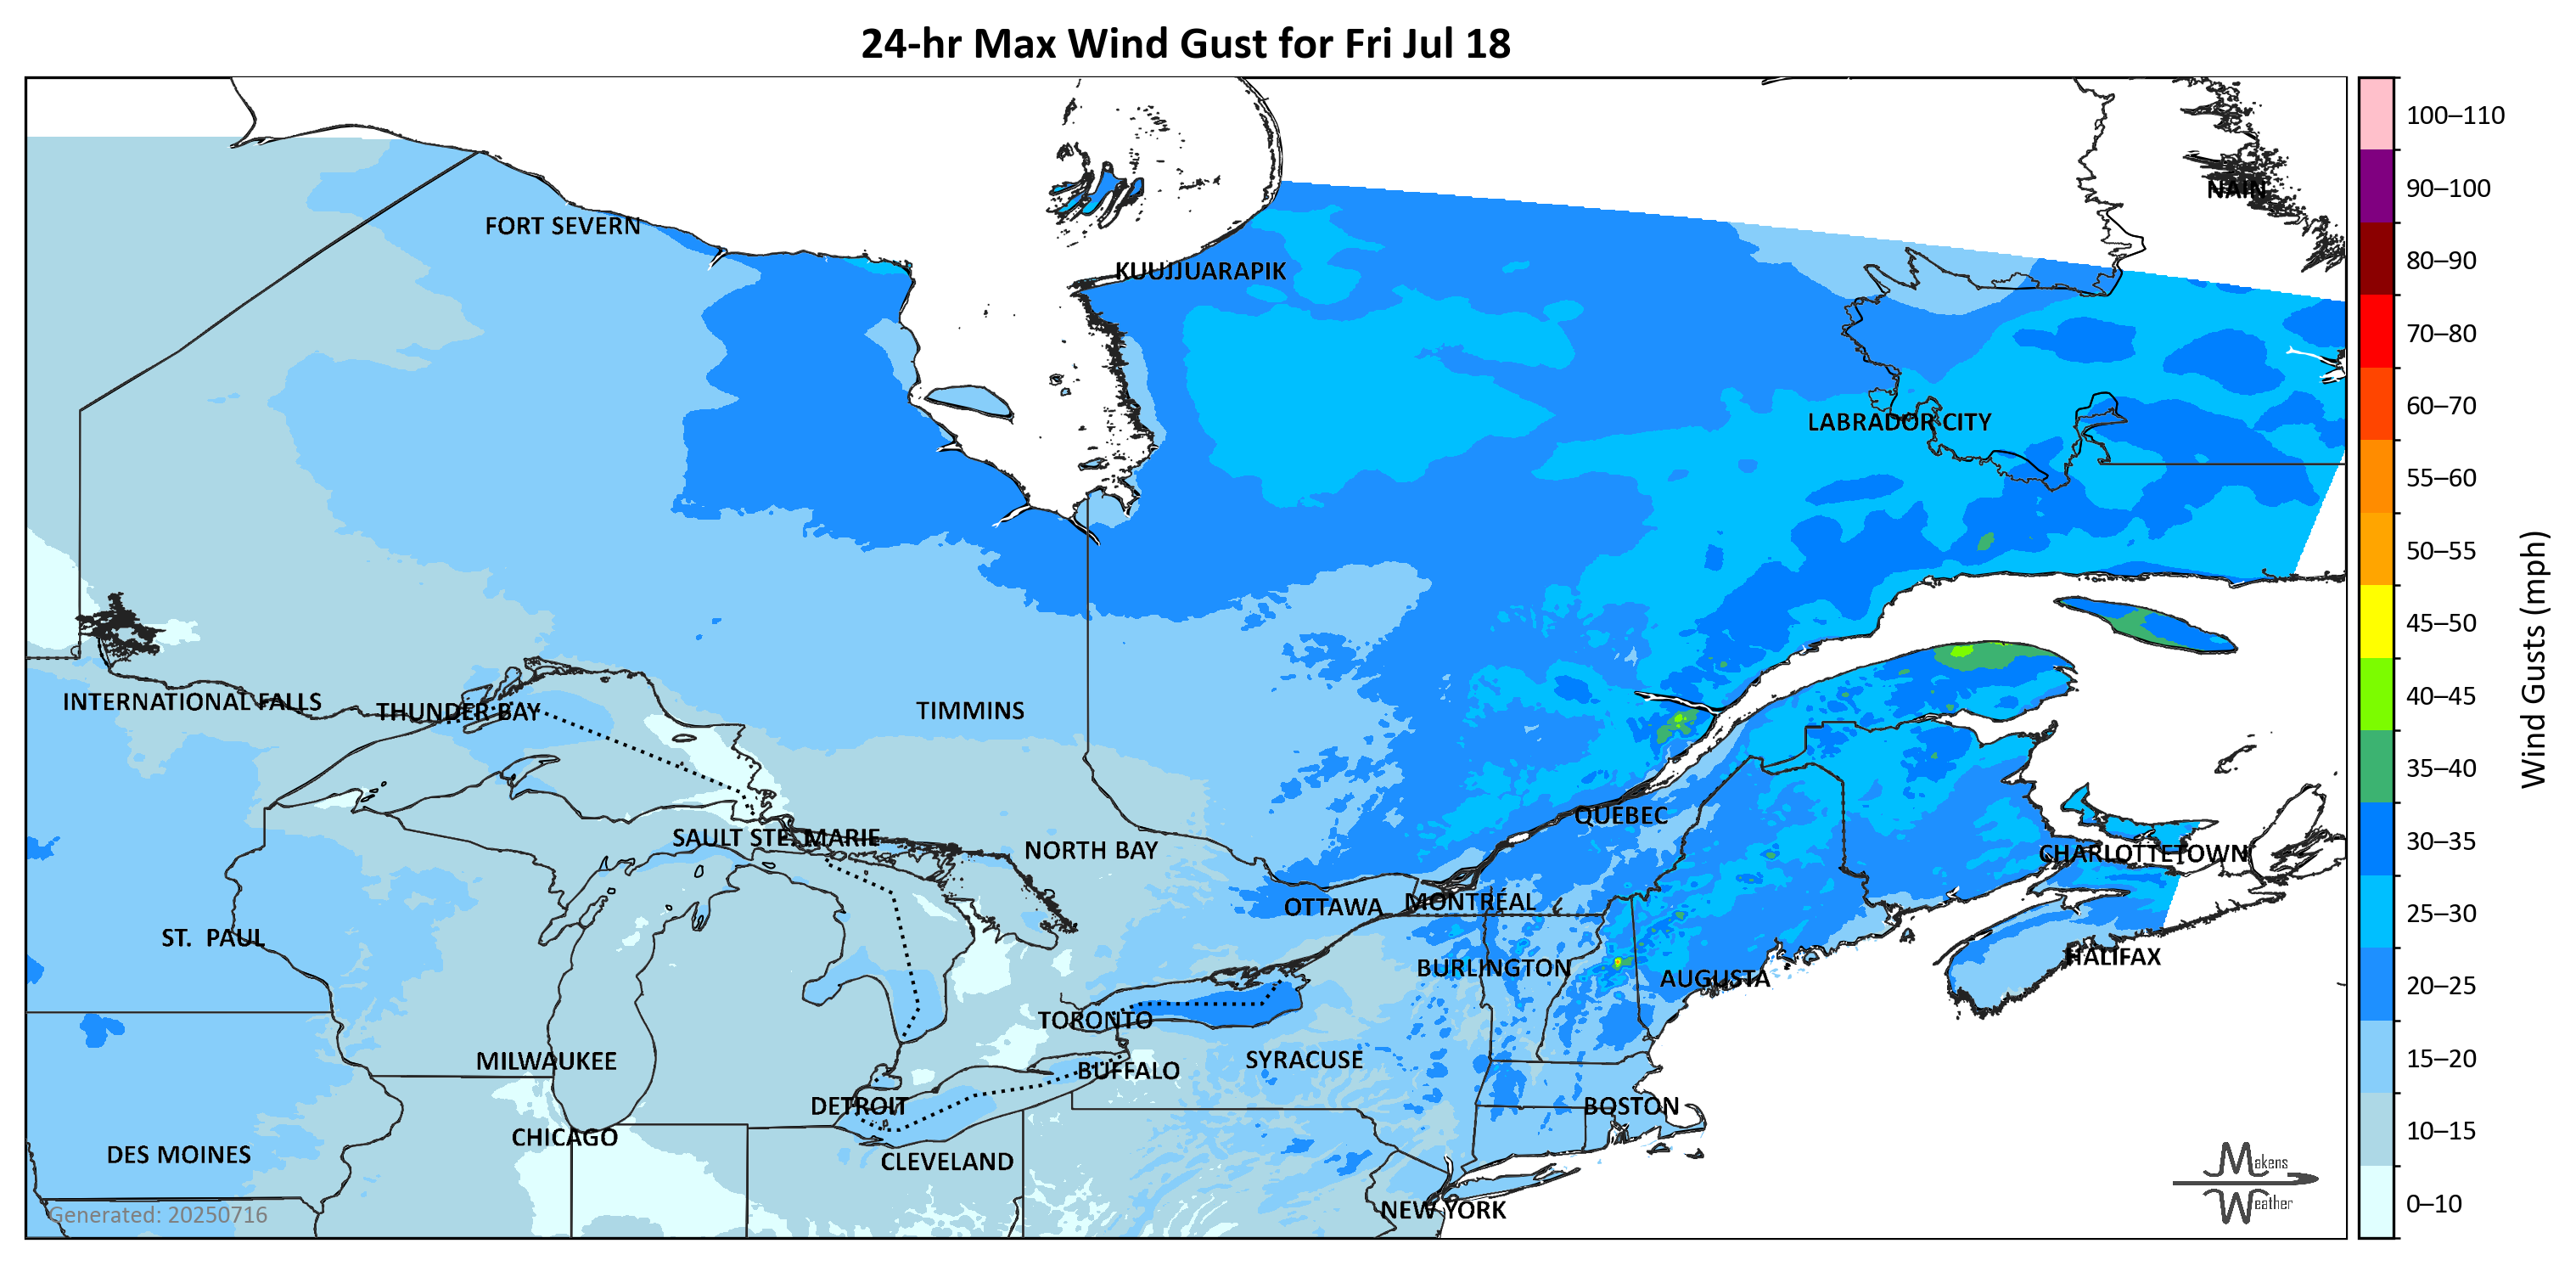 24-hr Max Wind Gust for Fri Jul 18
100–110
90–100
NAIN
FORT SEVERN
80–90
KUUJJUARAPIK
70–80
60–70
LABRADOR CITY
55–60
50–55
45–50
Wind Gusts (mph)
40–45
INTERNATIONAL FALLS
THUNDER BAY
TIMMINS
35–40
QUEBEC
SAULT STE. MARIE
30–35
NORTH BAY
CHARLOTTETOWN
OTTAWA
MONTRÉAL
25–30
ST. PAUL
HALIFAX
BURLINGTON
AUGUSTA
20–25
TORONTO
MILWAUKEE
SYRACUSE
15–20
BUFFALO
DETROIT
BOSTON
CHICAGO
10–15
DES MOINES
CLEVELAND
Makens
Weather
NEW YORK
0–10
Generated: 20250716